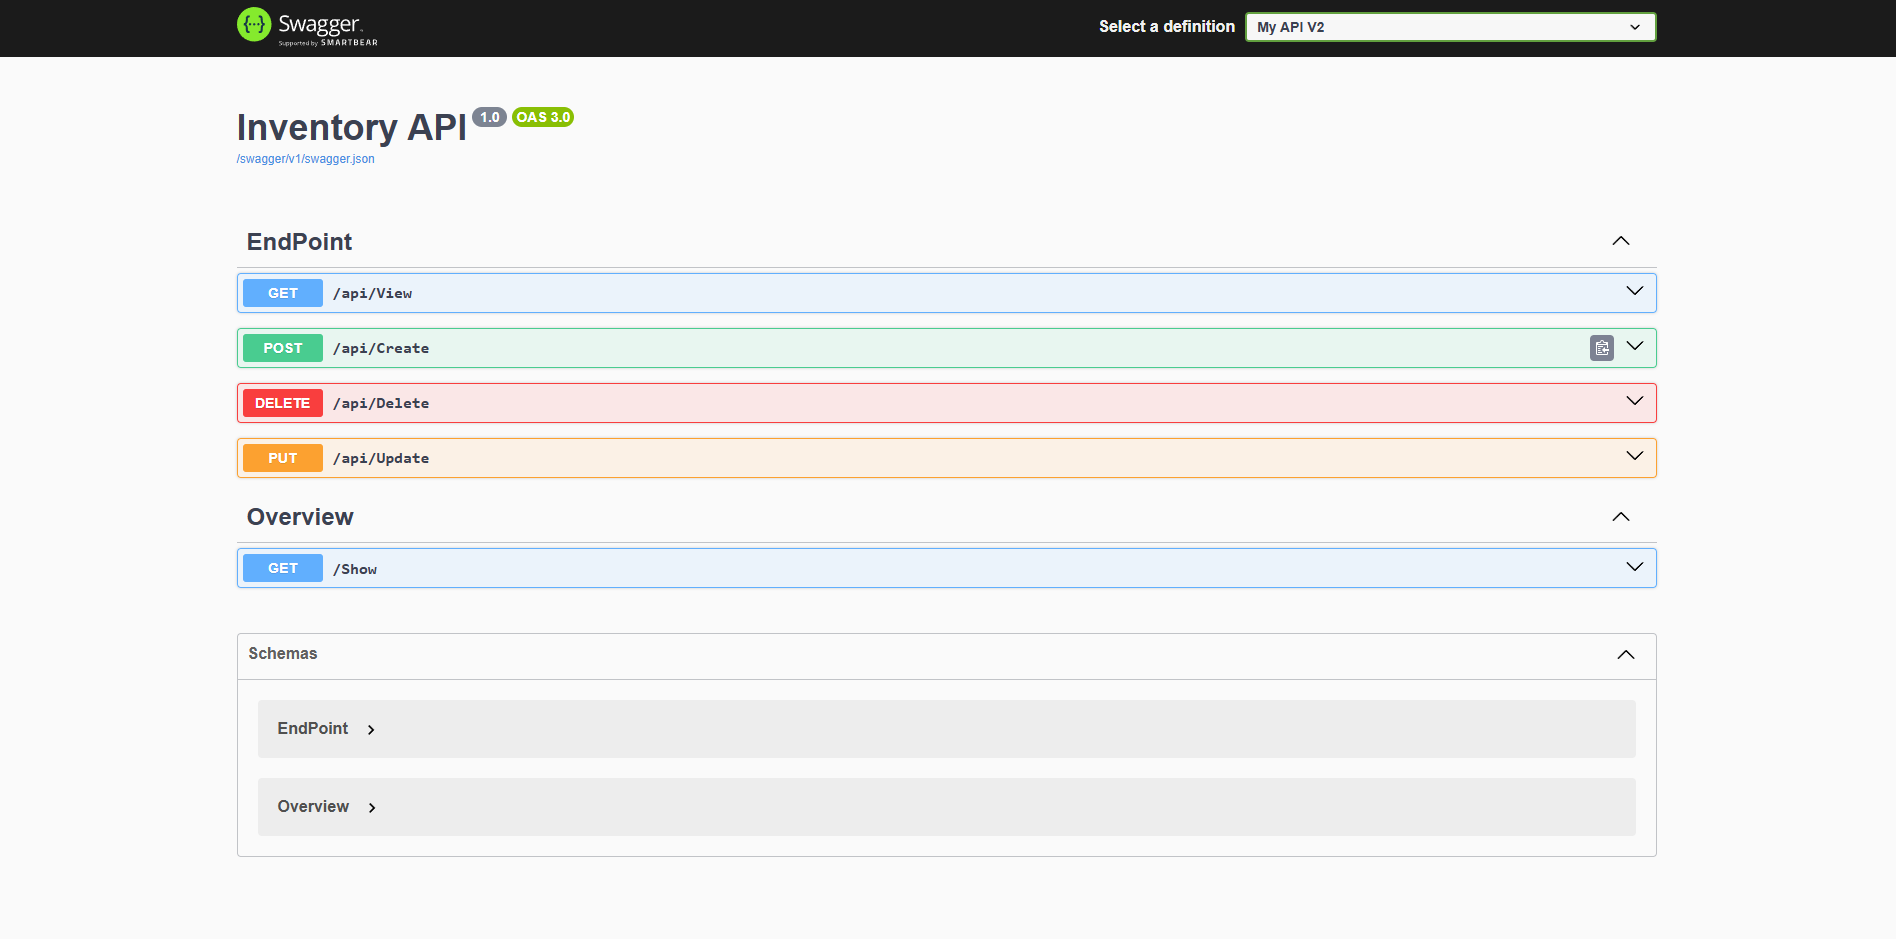 Swagger
Supported by SMARTBEAR
Select a definition
My API V2
Inventory API 1.0 OAS 3.0
/swagger/v1/swagger.json
EndPoint
GET /api/View
POST /api/Create
DELETE /api/Delete
PUT /api/Update
Overview
GET /Show
Schemas
EndPoint
Overview